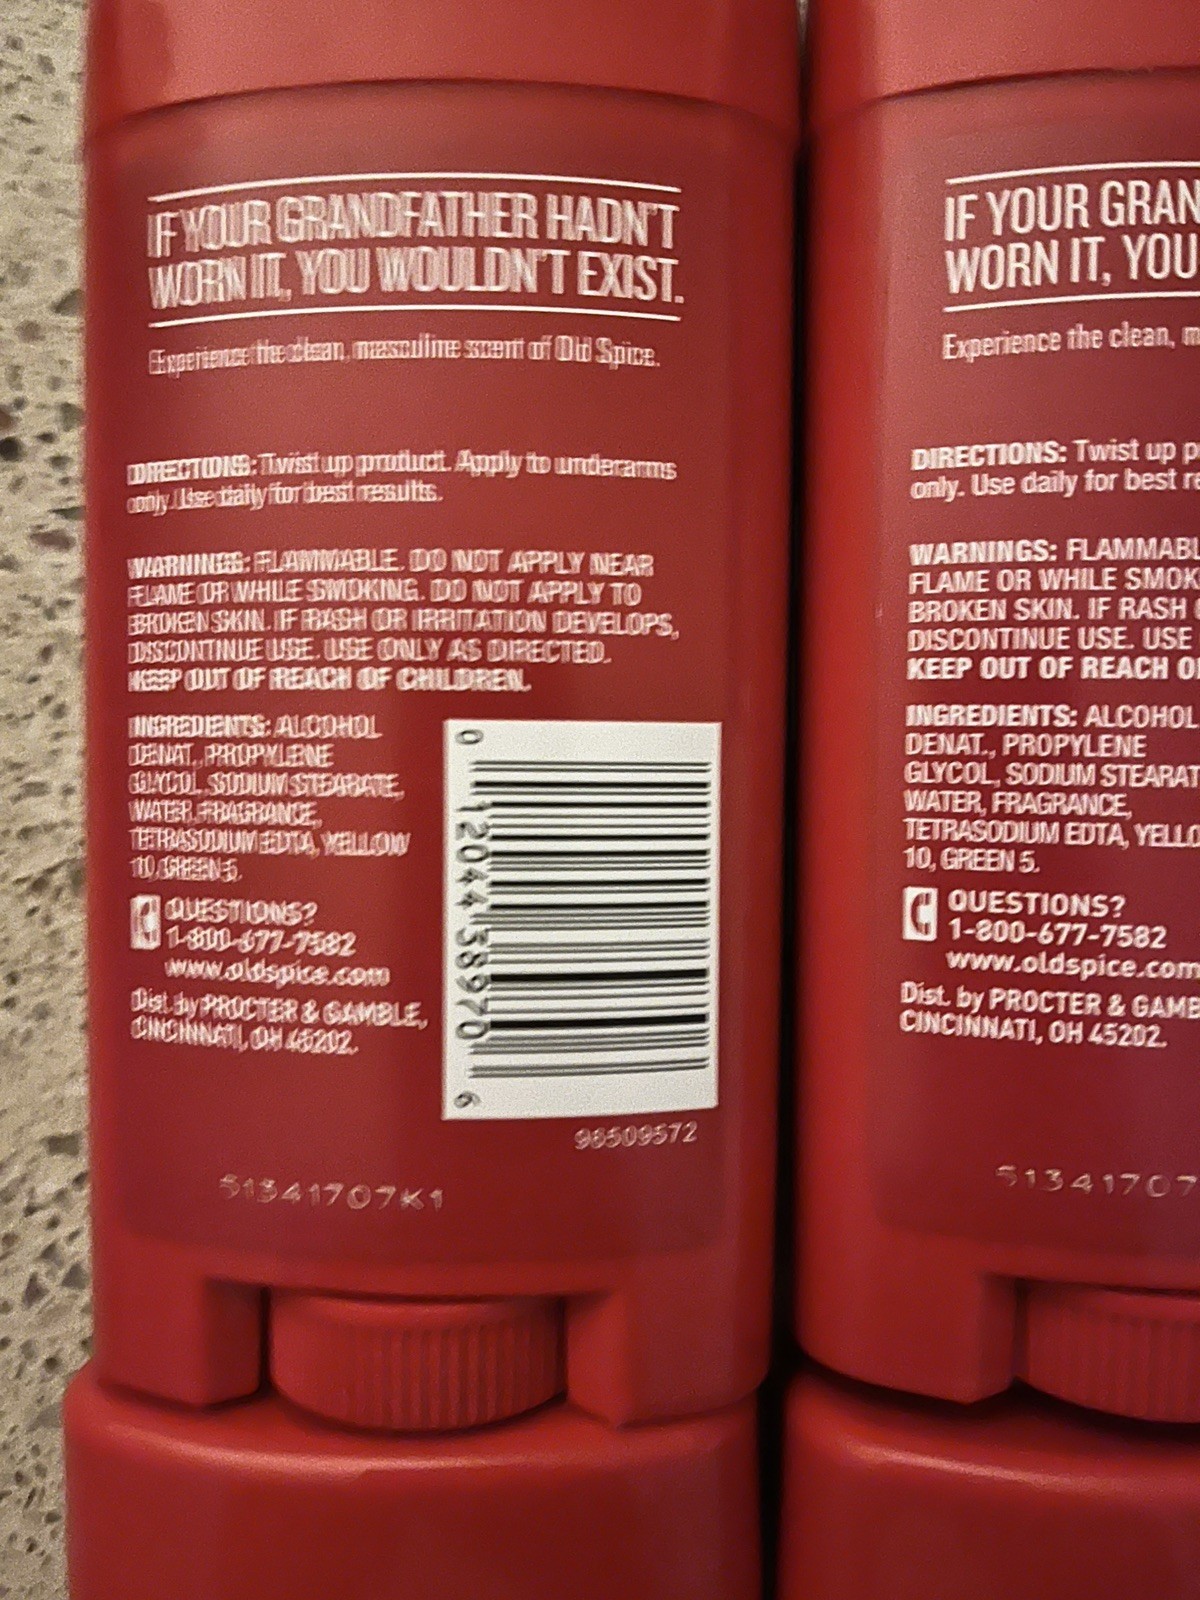 IF YOUR GRANDFATHER HADN'T
WORN IT, YOU WOULDN'T EXIST.
Experience the clean, masculine scent of Old Spice.
DIRECTIONS: Twist up product. Apply to underarms
only. Use daily for best results.
WARNINGS: FLAMMABLE. DO NOT APPLY NEAR
FLAME OR WHILE SMOKING. DO NOT APPLY TO
BROKEN SKIN. IF RASH OR IRRITATION DEVELOPS,
DISCONTINUE USE. USE ONLY AS DIRECTED.
KEEP OUT OF REACH OF CHILDREN.
INGREDIENTS: ALCOHOL
DENAT., PROPYLENE
GLYCOL, SODIUM STEARATE,
WATER, FRAGRANCE,
TETRASODIUM EDTA, YELLOW
10, GREEN 5.
QUESTIONS?
1-800-677-7582
www.oldspice.com
Dist. by PROCTER & GAMBLE,
CINCINNATI, OH 45202.
0 12044 38970 6
96509572
51341707K1
IF YOUR GRAN
WORN IT, YOU
Experience the clean, m
DIRECTIONS: Twist up p
only. Use daily for best re
WARNINGS: FLAMMABL
FLAME OR WHILE SMOK
BROKEN SKIN. IF RASH
DISCONTINUE USE. USE
KEEP OUT OF REACH O
INGREDIENTS: ALCOHOL
DENAT., PROPYLENE
GLYCOL, SODIUM STEARAT
WATER, FRAGRANCE,
TETRASODIUM EDTA, YELLO
10, GREEN 5.
QUESTIONS?
1-800-677-7582
www.oldspice.com
Dist. by PROCTER & GAMB
CINCINNATI, OH 45202.
51341707